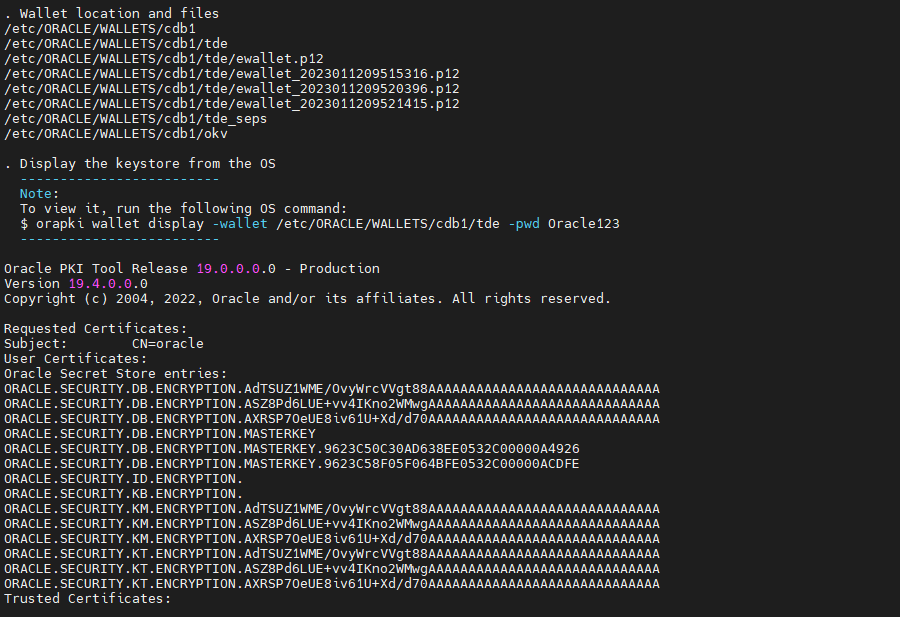 . Wallet location and files
/etc/ORACLE/WALLETS/cdb1
/etc/ORACLE/WALLETS/cdb1/tde
/etc/ORACLE/WALLETS/cdb1/tde/ewallet.p12
/etc/ORACLE/WALLETS/cdb1/tde/ewallet_2023011209515316.p12
/etc/ORACLE/WALLETS/cdb1/tde/ewallet_2023011209520396.p12
/etc/ORACLE/WALLETS/cdb1/tde/ewallet_2023011209521415.p12
/etc/ORACLE/WALLETS/cdb1/tde_seps
/etc/ORACLE/WALLETS/cdb1/okv

. Display the keystore from the OS
  -------------------------
  Note:
  To view it, run the following OS command:
  $ orapki wallet display -wallet /etc/ORACLE/WALLETS/cdb1/tde -pwd Oracle123
  -------------------------

Oracle PKI Tool Release 19.0.0.0.0 - Production
Version 19.4.0.0.0
Copyright (c) 2004, 2022, Oracle and/or its affiliates. All rights reserved.

Requested Certificates:
Subject:        CN=oracle
User Certificates:
Oracle Secret Store entries:
ORACLE.SECURITY.DB.ENCRYPTION.AdTSUZ1WME/OvyWrcVVgt88AAAAAAAAAAAAAAAAAAAAAAAAAAAAA
ORACLE.SECURITY.DB.ENCRYPTION.ASZ8Pd6LUE+vv4IKno2WMwgAAAAAAAAAAAAAAAAAAAAAAAAAAAAA
ORACLE.SECURITY.DB.ENCRYPTION.AXRSP7OeUE8iv61U+Xd/d70AAAAAAAAAAAAAAAAAAAAAAAAAAAAA
ORACLE.SECURITY.DB.ENCRYPTION.MASTERKEY
ORACLE.SECURITY.DB.ENCRYPTION.MASTERKEY.9623C50C30AD638EE0532C00000A4926
ORACLE.SECURITY.DB.ENCRYPTION.MASTERKEY.9623C58F05F064BFE0532C00000ACDFE
ORACLE.SECURITY.ID.ENCRYPTION.
ORACLE.SECURITY.KB.ENCRYPTION.
ORACLE.SECURITY.KM.ENCRYPTION.AdTSUZ1WME/OvyWrcVVgt88AAAAAAAAAAAAAAAAAAAAAAAAAAAAA
ORACLE.SECURITY.KM.ENCRYPTION.ASZ8Pd6LUE+vv4IKno2WMwgAAAAAAAAAAAAAAAAAAAAAAAAAAAAA
ORACLE.SECURITY.KM.ENCRYPTION.AXRSP7OeUE8iv61U+Xd/d70AAAAAAAAAAAAAAAAAAAAAAAAAAAAA
ORACLE.SECURITY.KT.ENCRYPTION.AdTSUZ1WME/OvyWrcVVgt88AAAAAAAAAAAAAAAAAAAAAAAAAAAAA
ORACLE.SECURITY.KT.ENCRYPTION.ASZ8Pd6LUE+vv4IKno2WMwgAAAAAAAAAAAAAAAAAAAAAAAAAAAAA
ORACLE.SECURITY.KT.ENCRYPTION.AXRSP7OeUE8iv61U+Xd/d70AAAAAAAAAAAAAAAAAAAAAAAAAAAAA
Trusted Certificates: